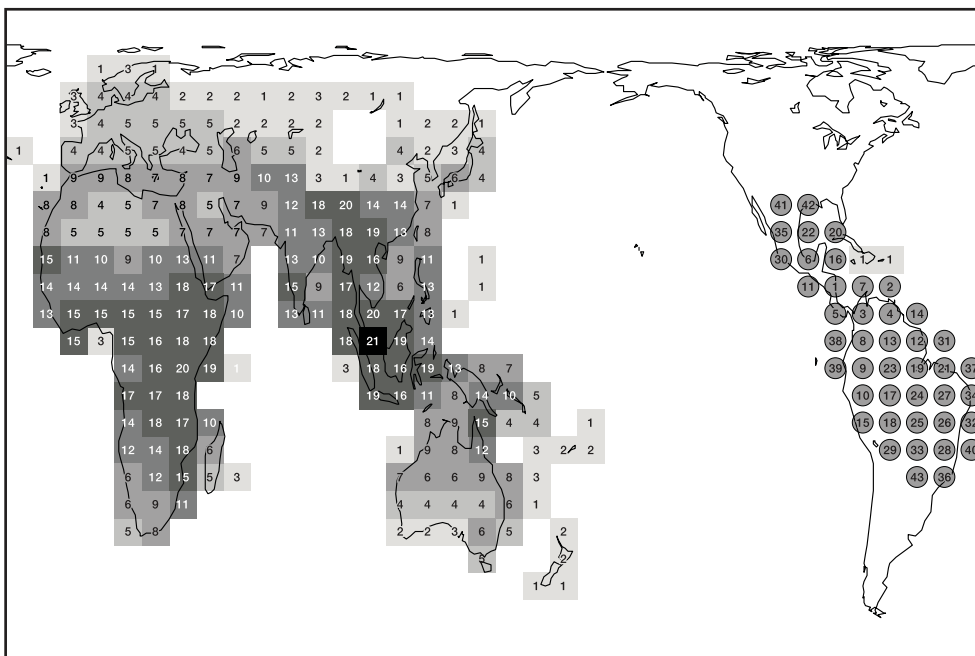 1 3 1
3 4 4 4 2 2 2 1 2 3 2 1 1
3 4 5 5 5 5 2 2 2 2 1 2 2 1
1 4 4 5 5 4 5 6 5 5 2 4 2 3 4
1 9 9 8 7 8 7 9 10 13 3 1 4 3 5 6 4
8 8 4 5 7 8 5 7 9 12 18 20 14 14 7 1 41 42
8 5 5 5 5 7 7 7 7 11 13 18 19 13 8 35 22 20
15 11 10 9 10 13 11 7 13 10 19 16 9 11 1 30 6 16 1 1
14 14 14 14 13 18 17 11 15 9 17 12 6 13 1 11 1 7 2
13 15 15 15 15 17 18 10 13 11 18 20 17 13 1 5 3 4 14
15 3 15 16 18 18 18 21 19 14 38 8 13 12 31
14 16 20 19 1 3 18 16 19 13 8 7 39 9 23 19 21 37
17 17 18 19 16 11 8 14 10 5 10 17 24 27 34
14 18 17 10 8 9 15 4 4 1 15 18 25 26 32
12 14 18 6 1 9 8 12 3 2 2 29 33 28 40
6 12 15 5 3 7 6 6 9 8 3 43 36
6 9 11 4 4 4 4 6 1
5 8 2 2 3 6 5 2
5 2
1 1